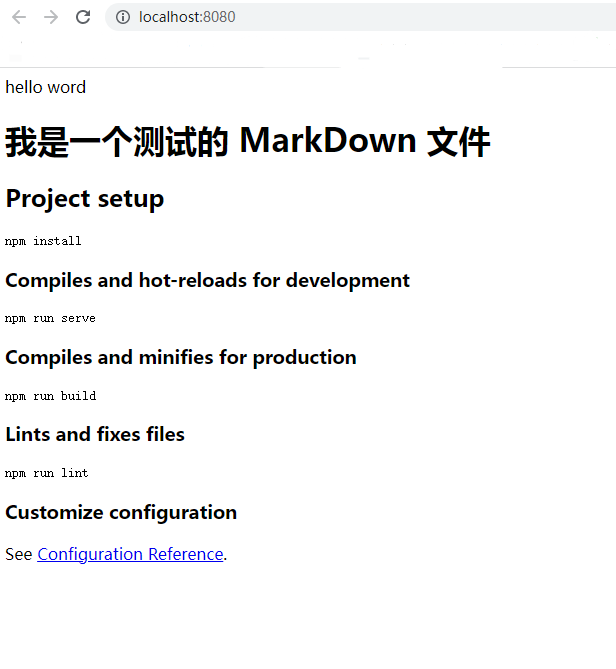 localhost:8080
hello word
我是一个测试的 MarkDown 文件
Project setup
npm install
Compiles and hot-reloads for development
npm run serve
Compiles and minifies for production
npm run build
Lints and fixes files
npm run lint
Customize configuration
See Configuration Reference.